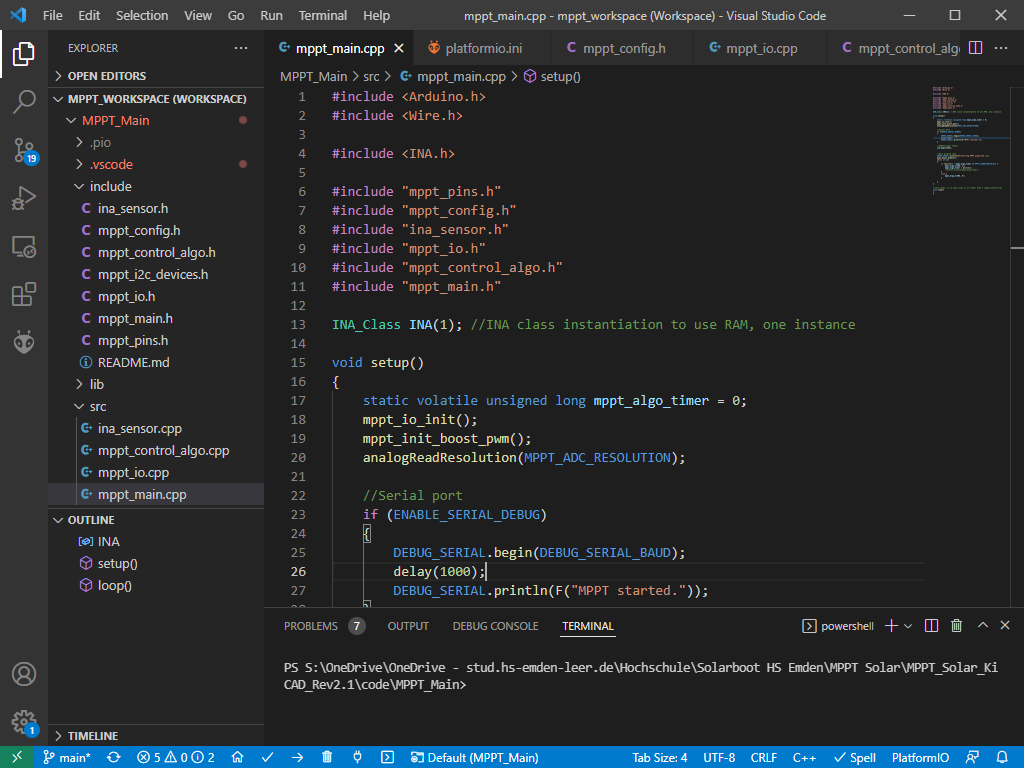 File Edit Selection View Go Run Terminal Help mppt_main.cpp - mppt_workspace (Workspace) - Visual Studio Code
EXPLORER
OPEN EDITORS
MPPT_WORKSPACE (WORKSPACE)
MPPT_Main
.pio
.vscode
include
C ina_sensor.h
C mppt_config.h
C mppt_control_algo.h
C mppt_i2c_devices.h
C mppt_io.h
C mppt_main.h
C mppt_pins.h
README.md
lib
src
C+ ina_sensor.cpp
C+ mppt_control_algo.cpp
C+ mppt_io.cpp
C+ mppt_main.cpp
OUTLINE
INA
setup()
loop()
TIMELINE
19
1
C+ mppt_main.cpp platformio.ini C mppt_config.h C+ mppt_io.cpp C mppt_control_algo
MPPT_Main > src > C+ mppt_main.cpp > setup()
1 #include <Arduino.h>
2 #include <Wire.h>
3
4 #include <INA.h>
5
6 #include "mppt_pins.h"
7 #include "mppt_config.h"
8 #include "ina_sensor.h"
9 #include "mppt_io.h"
10 #include "mppt_control_algo.h"
11 #include "mppt_main.h"
12
13 INA_Class INA(1); //INA class instantiation to use RAM, one instance
14
15 void setup()
16 {
17 static volatile unsigned long mppt_algo_timer = 0;
18 mppt_io_init();
19 mppt_init_boost_pwm();
20 analogReadResolution(MPPT_ADC_RESOLUTION);
21
22 //Serial port
23 if (ENABLE_SERIAL_DEBUG)
24 {
25 DEBUG_SERIAL.begin(DEBUG_SERIAL_BAUD);
26 delay(1000);
27 DEBUG_SERIAL.println(F("MPPT started."));
28 }
PROBLEMS 7 OUTPUT DEBUG CONSOLE TERMINAL powershell
PS S:\OneDrive\OneDrive - stud.hs-emden-leer.de\Hochschule\Solarboot HS Emden\MPPT Solar\MPPT_Solar_Ki
CAD_Rev2.1\code\MPPT_Main>
main* 5 0 2 Default (MPPT_Main) Tab Size: 4 UTF-8 CRLF C++ Spell PlatformIO